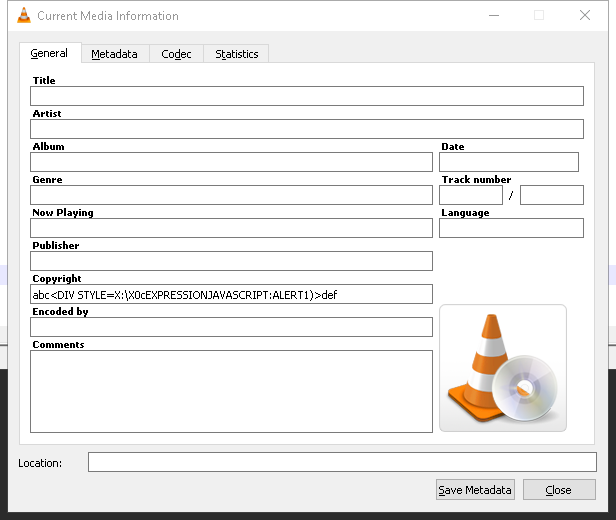 Current Media Information
General Metadata Codec Statistics
Title
Artist
Album Date
Genre Track number
/
Now Playing Language
Publisher
Copyright
abc<DIV STYLE=X:\X0cEXPRESSIONJAVASCRIPT:ALERT1)>def
Encoded by
Comments
Location:
Save Metadata Close